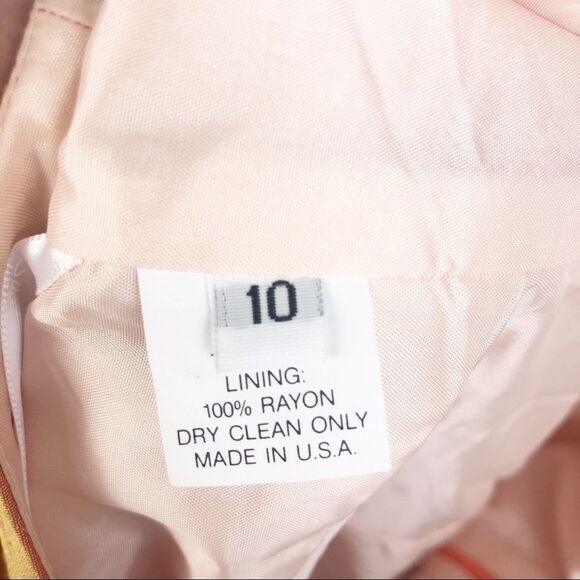 10
LINING:
100% RAYON
DRY CLEAN ONLY
MADE IN U.S.A.